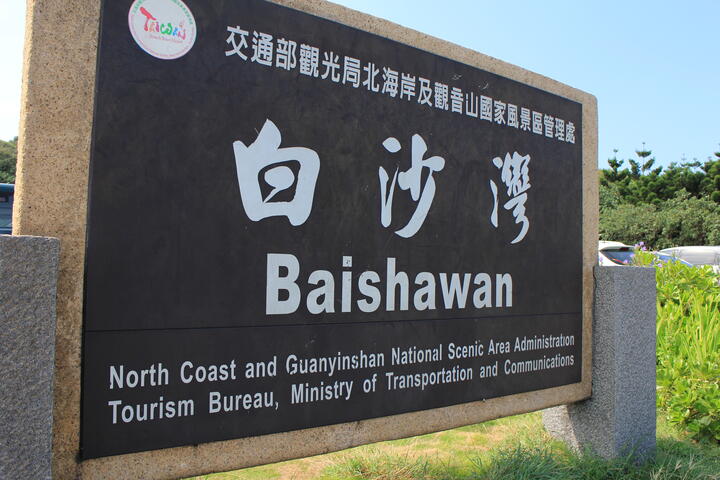 Taiwan
交通部觀光局北海岸及觀音山國家風景區管理處
白沙灣
Baishawan
North Coast and Guanyinshan National Scenic Area Administration
Tourism Bureau, Ministry of Transportation and Communications